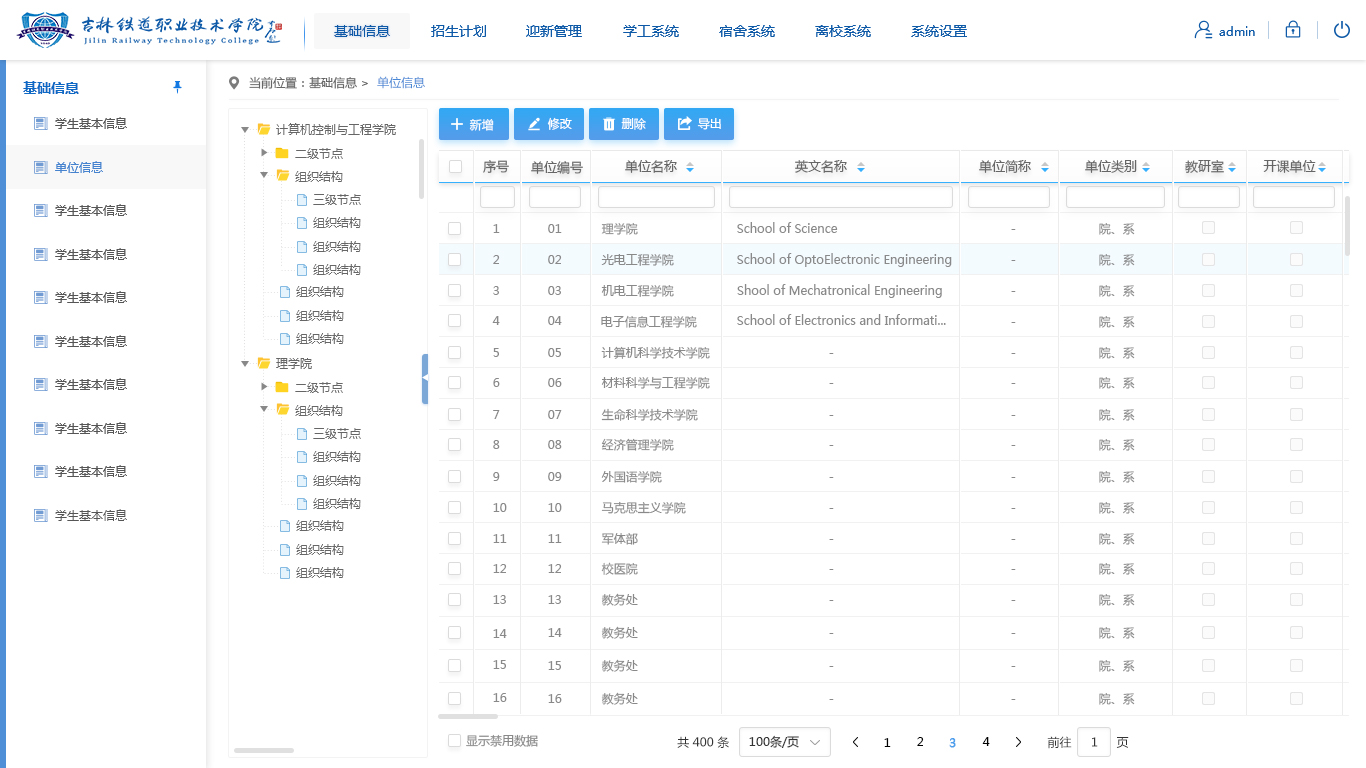 吉林铁道职业技术学院
Jilin Railway Technology College
基础信息 招生计划 迎新管理 学工系统 宿舍系统 离校系统 系统设置 admin
基础信息
学生基本信息
单位信息
学生基本信息
学生基本信息
学生基本信息
学生基本信息
学生基本信息
学生基本信息
学生基本信息
学生基本信息
当前位置：基础信息 > 单位信息
计算机控制与工程学院
二级节点
组织结构
三级节点
组织结构
组织结构
组织结构
组织结构
组织结构
组织结构
理学院
二级节点
组织结构
三级节点
组织结构
组织结构
组织结构
组织结构
组织结构
组织结构
新增 修改 删除 导出
序号 单位编号 单位名称 英文名称 单位简称 单位类别 教研室 开课单位
1 01 理学院 School of Science - 院、系
2 02 光电工程学院 School of OptoElectronic Engineering - 院、系
3 03 机电工程学院 Shool of Mechatronical Engineering - 院、系
4 04 电子信息工程学院 School of Electronics and Informati... - 院、系
5 05 计算机科学技术学院 - - 院、系
6 06 材料科学与工程学院 - - 院、系
7 07 生命科学技术学院 - - 院、系
8 08 经济管理学院 - - 院、系
9 09 外国语学院 - - 院、系
10 10 马克思主义学院 - - 院、系
11 11 军体部 - - 院、系
12 12 校医院 - - 院、系
13 13 教务处 - - 院、系
14 14 教务处 - - 院、系
15 15 教务处 - - 院、系
16 16 教务处 - - 院、系
显示禁用数据 共 400 条 100条/页 1 2 3 4 前往 1 页